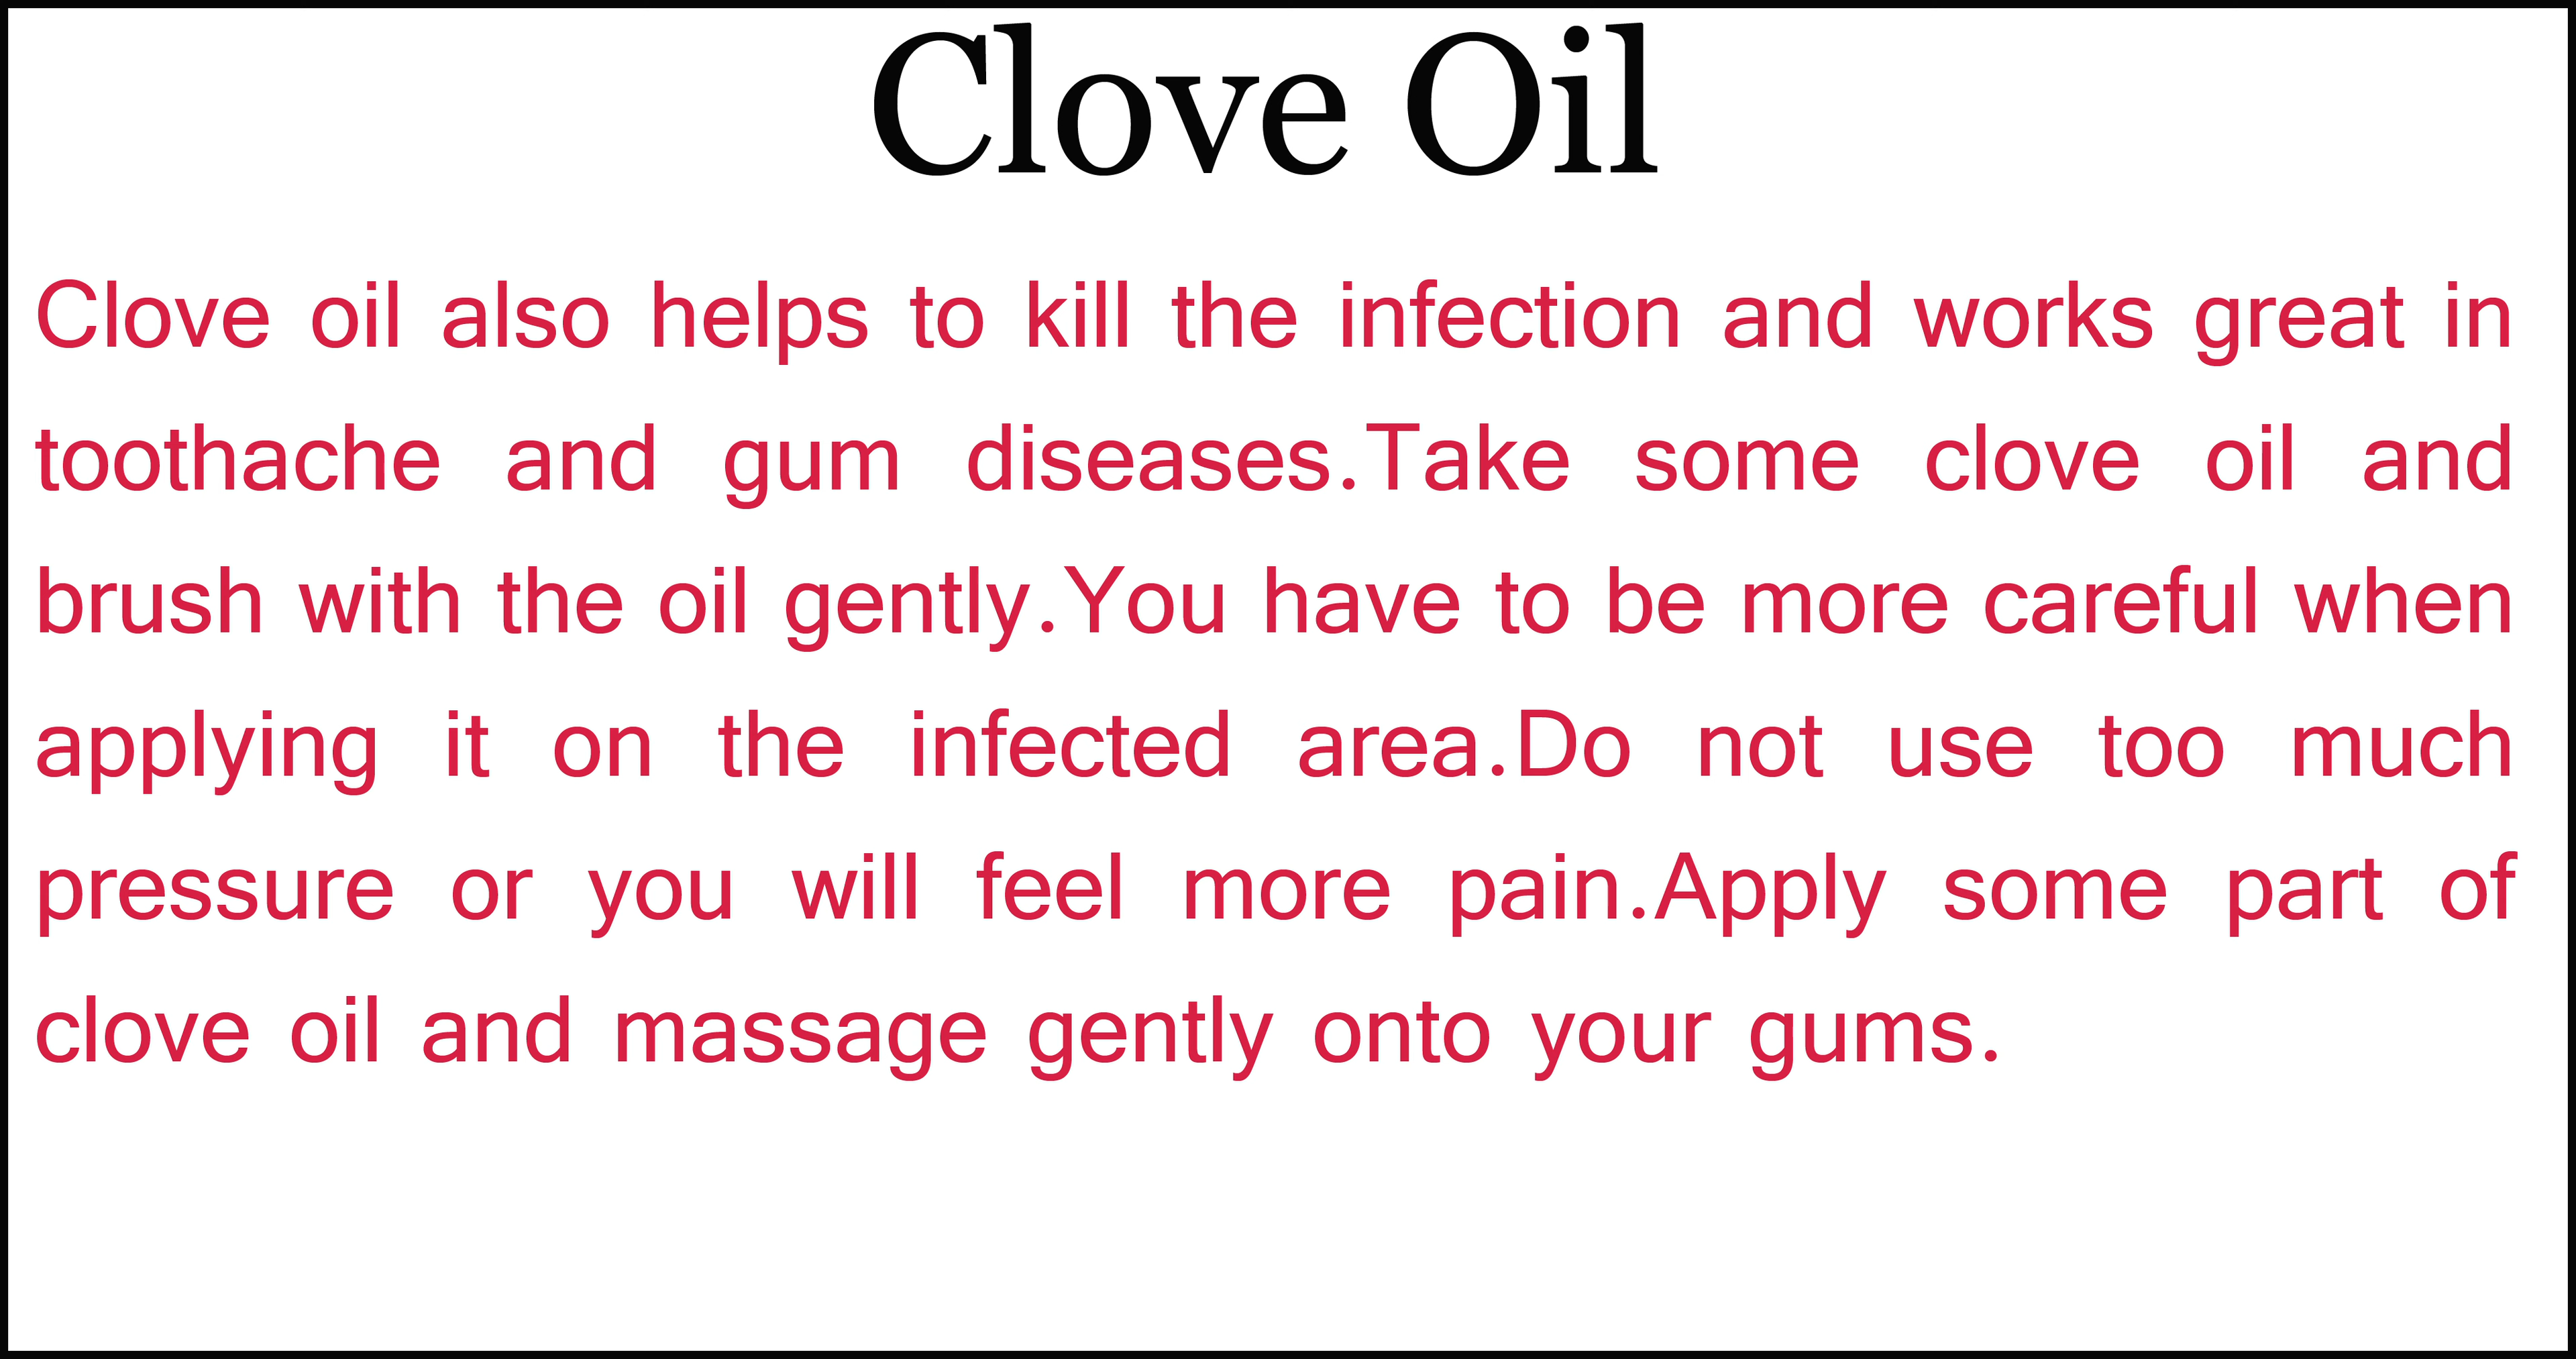 Clove Oil
Clove oil also helps to kill the infection and works great in
toothache and gum diseases.Take some clove oil and
brush with the oil gently.You have to be more careful when
applying it on the infected area.Do not use too much
pressure or you will feel more pain.Apply some part of
clove oil and massage gently onto your gums.